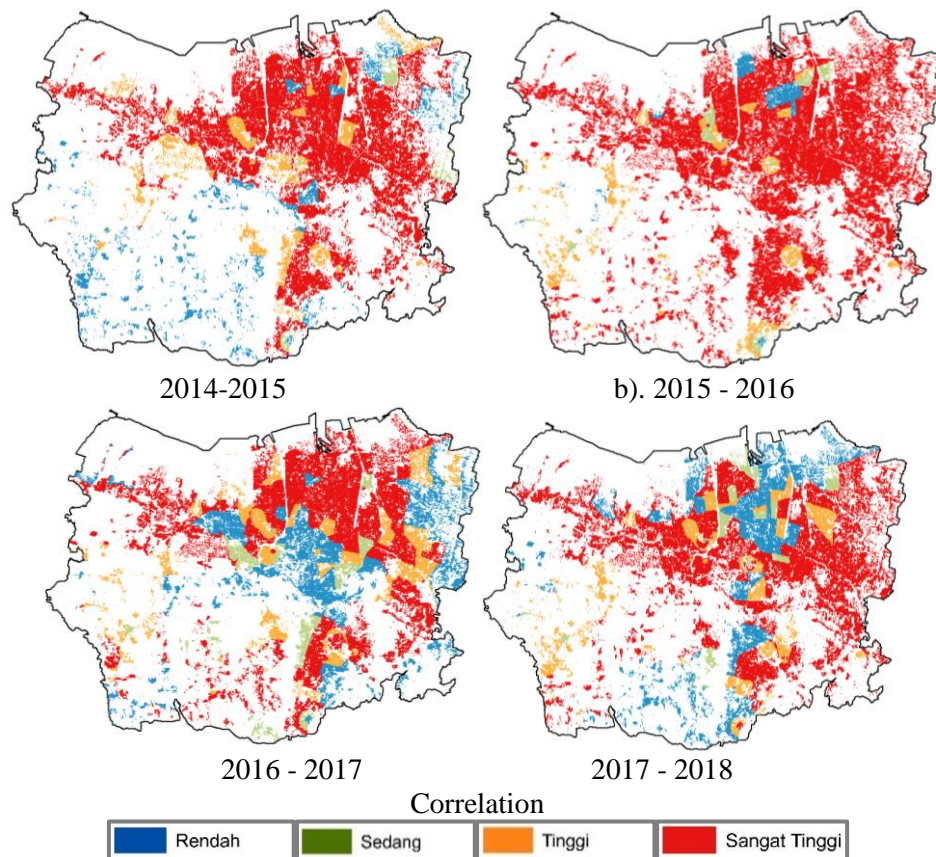 2014-2015
b). 2015 - 2016
2016 - 2017
2017 - 2018
Correlation
Rendah Sedang Tinggi Sangat Tinggi